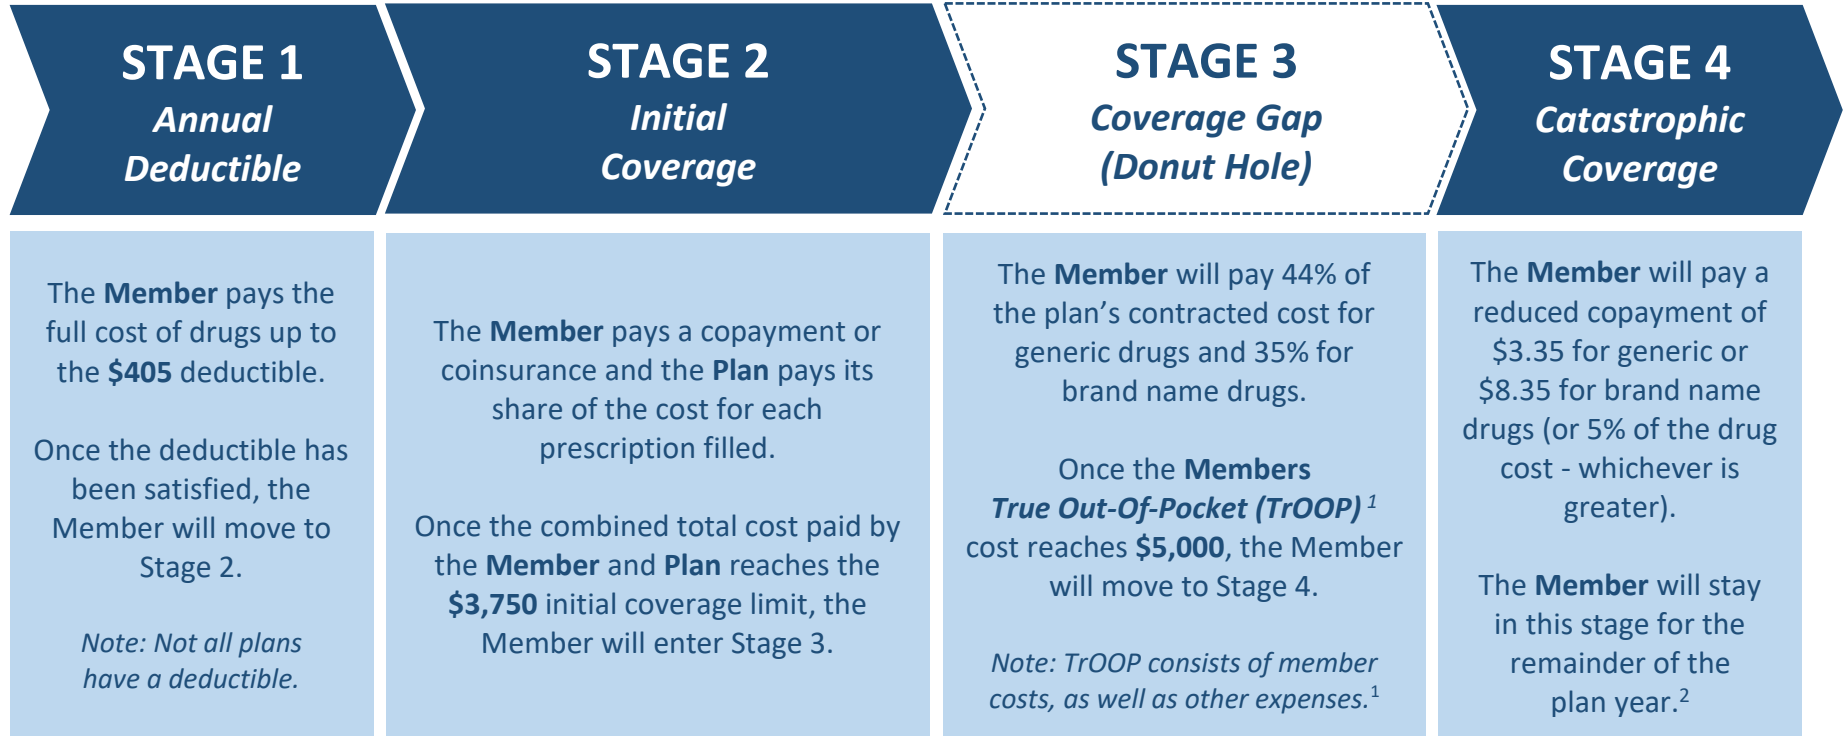 STAGE 1
Annual
Deductible
The Member pays the
full cost of drugs up to
the $405 deductible.
Once the deductible has
been satisfied, the
Member will move to
Stage 2.
Note: Not all plans
have a deductible.
STAGE 2
Initial
Coverage
The Member pays a copayment or
coinsurance and the Plan pays its
share of the cost for each
prescription filled.
Once the combined total cost paid by
the Member and Plan reaches the
$3,750 initial coverage limit, the
Member will enter Stage 3.
STAGE 3
Coverage Gap
(Donut Hole)
The Member will pay 44% of
the plan’s contracted cost for
generic drugs and 35% for
brand name drugs.
Once the Members
True Out-Of-Pocket (TrOOP) 1
cost reaches $5,000, the Member
will move to Stage 4.
Note: TrOOP consists of member
costs, as well as other expenses.1
STAGE 4
Catastrophic
Coverage
The Member will pay a
reduced copayment of
$3.35 for generic or
$8.35 for brand name
drugs (or 5% of the drug
cost - whichever is
greater).
The Member will stay
in this stage for the
remainder of the
plan year.2